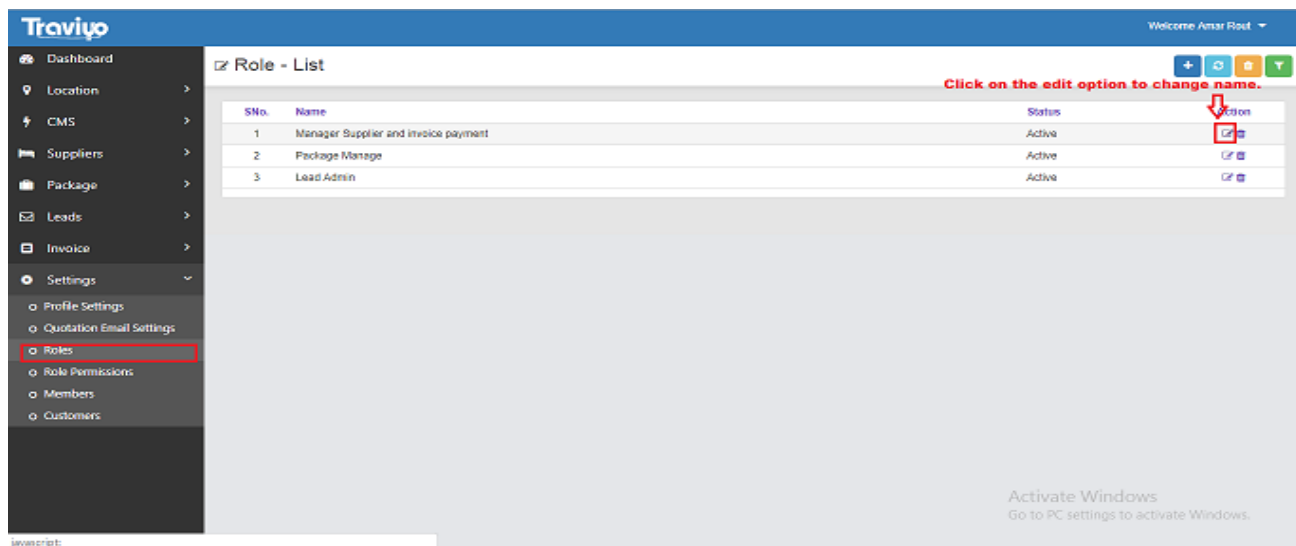 Traviyo
Welcome Amar Rout
Dashboard
Role - List
Location
Click on the edit option to change name.
SNo. Name Status Action
CMS
1 Manager Supplier and invoice payment Active
Suppliers
2 Package Manage Active
3 Lead Admin Active
Package
Leads
Invoice
Settings
Profile Settings
Quotation Email Settings
Roles
Role Permissions
Members
Customers
Activate Windows
Go to PC settings to activate Windows.
javascript: